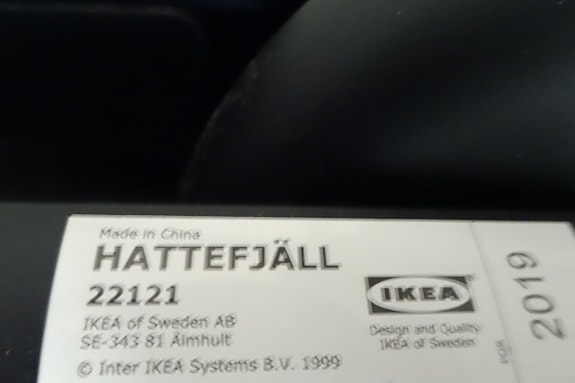 Made in China
HATTEFJÄLL
22121
IKEA of Sweden AB
SE-343 81 Älmhult
© Inter IKEA Systems B.V. 1999
IKEA®
Design and Quality
IKEA of Sweden
2019